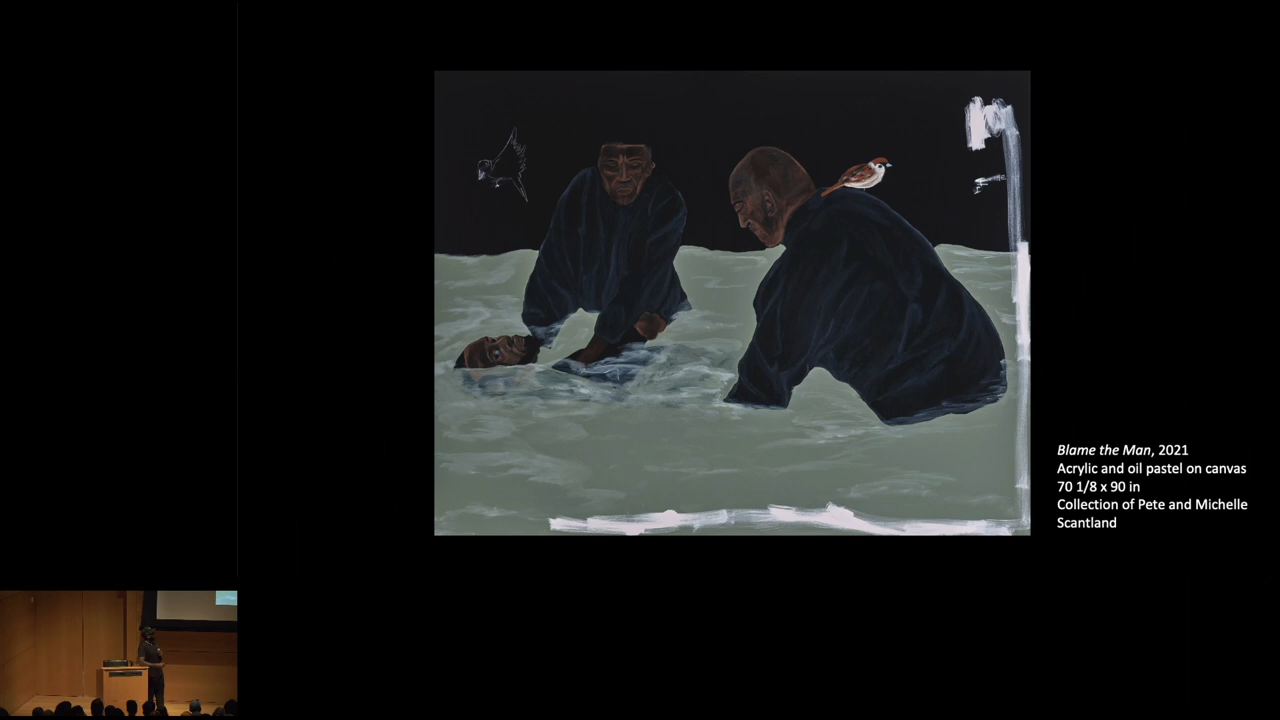 Blame the Man, 2021
Acrylic and oil pastel on canvas
70 1/8 x 90 in
Collection of Pete and Michelle
Scantland